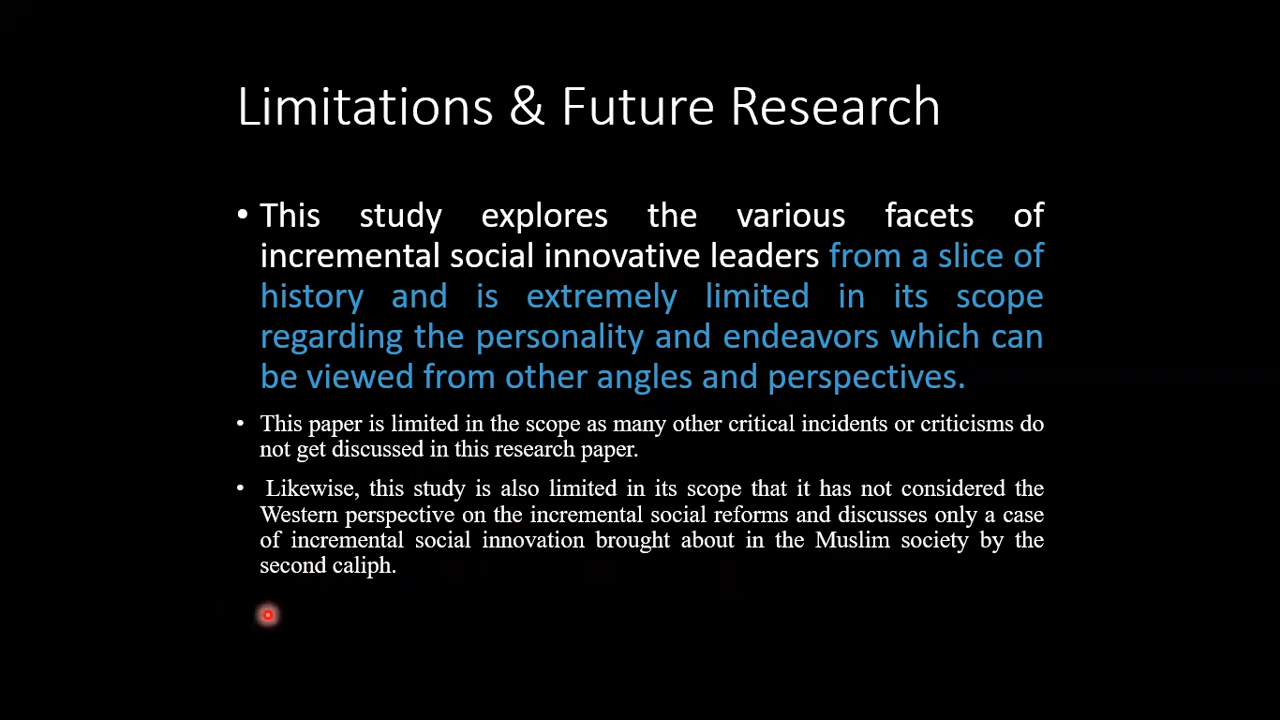 Limitations & Future Research
• This study explores the various facets of
incremental social innovative leaders from a slice of
history and is extremely limited in its scope
regarding the personality and endeavors which can
be viewed from other angles and perspectives.
• This paper is limited in the scope as many other critical incidents or criticisms do
not get discussed in this research paper.
• Likewise, this study is also limited in its scope that it has not considered the
Western perspective on the incremental social reforms and discusses only a case
of incremental social innovation brought about in the Muslim society by the
second caliph.